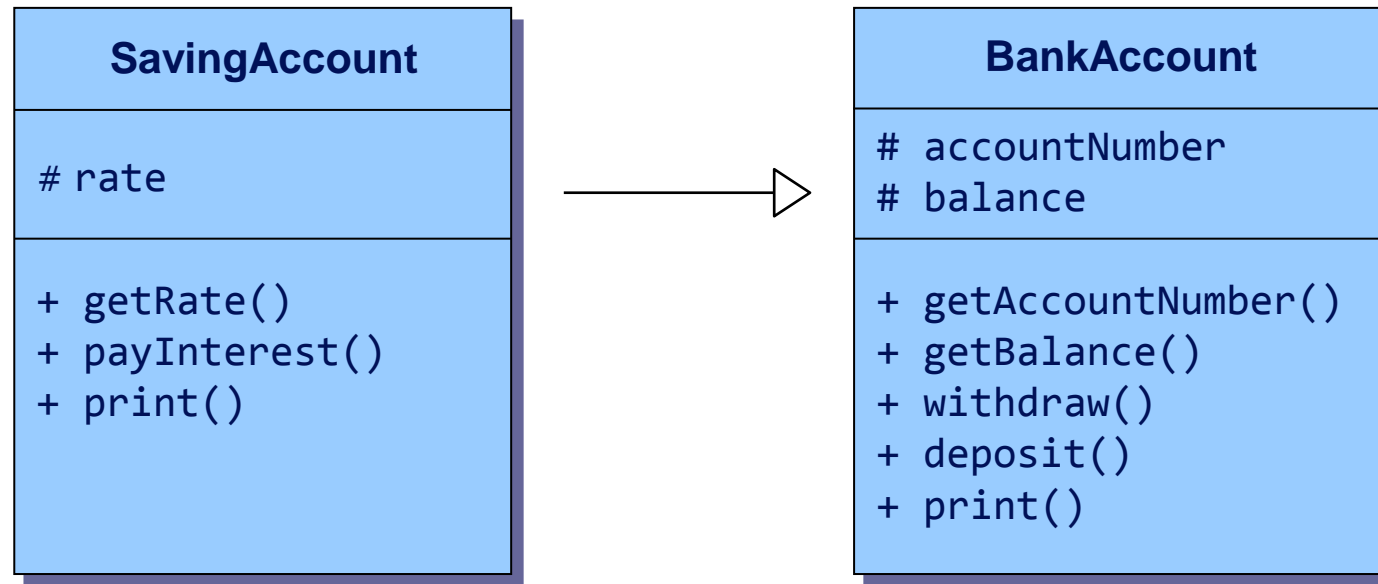 SavingAccount
# rate
+ getRate()
+ payInterest()
+ print()
BankAccount
# accountNumber
# balance
+ getAccountNumber()
+ getBalance()
+ withdraw()
+ deposit()
+ print()